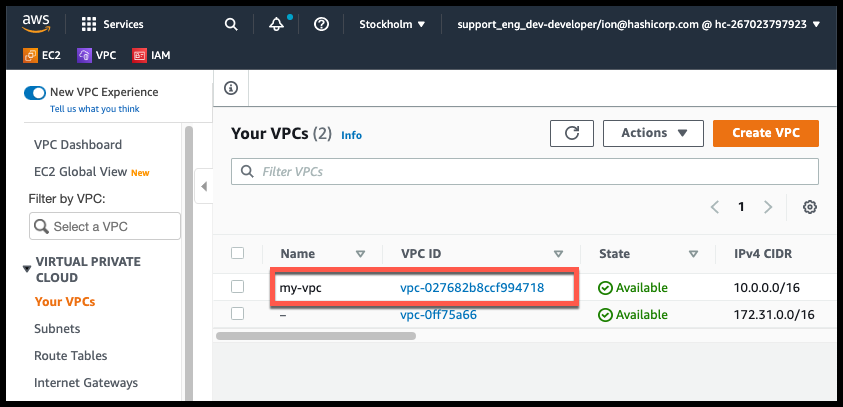 aws
Services
Stockholm
support_eng_dev-developer/ion@hashicorp.com @ hc-267023797923
EC2
VPC
IAM
New VPC Experience
Tell us what you think
VPC Dashboard
EC2 Global View New
Filter by VPC:
Select a VPC
VIRTUAL PRIVATE
CLOUD
Your VPCs
Subnets
Route Tables
Internet Gateways
Your VPCs (2) Info
Actions
Create VPC
Filter VPCs
1
Name VPC ID State IPv4 CIDR
my-vpc vpc-027682b8ccf994718 Available 10.0.0.0/16
– vpc-0ff75a66 Available 172.31.0.0/16